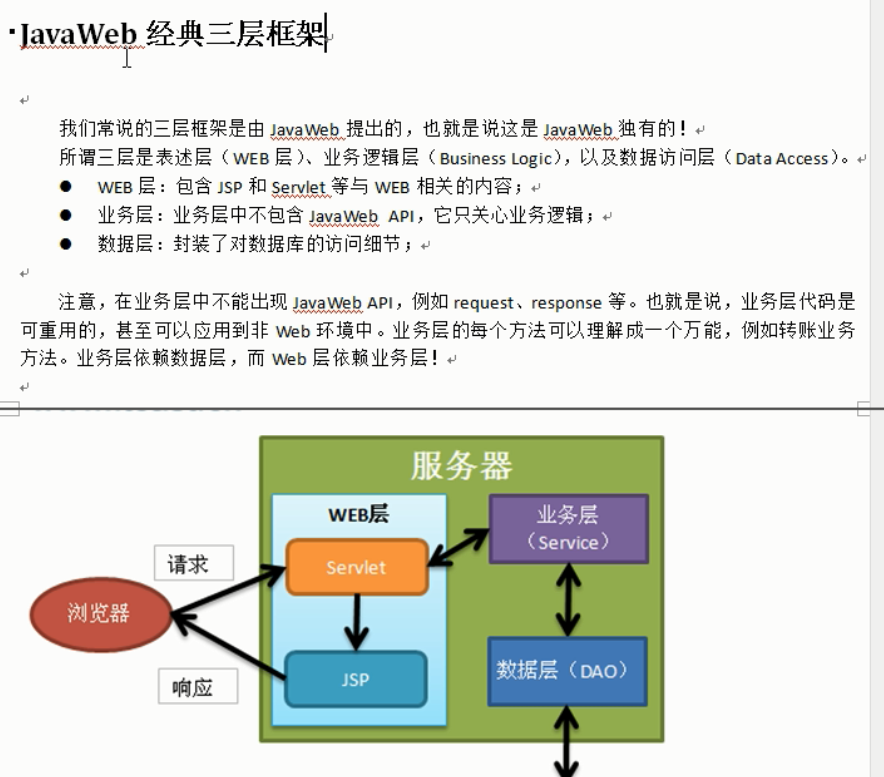 JavaWeb 经典三层框架
我们常说的三层框架是由 JavaWeb 提出的，也就是说这是 JavaWeb 独有的！
所谓三层是表述层（WEB 层）、业务逻辑层（Business Logic），以及数据访问层（Data Access）。
● WEB 层：包含 JSP 和 Servlet 等与 WEB 相关的内容；
● 业务层：业务层中不包含 JavaWeb API，它只关心业务逻辑；
● 数据层：封装了对数据库的访问细节；
注意，在业务层中不能出现 JavaWeb API，例如 request、response 等。也就是说，业务层代码是
可重用的，甚至可以应用到非 Web 环境中。业务层的每个方法可以理解成一个万能，例如转账业务
方法。业务层依赖数据层，而 Web 层依赖业务层！
服务器
WEB层
业务层
（Service）
请求
Servlet
浏览器
数据层（DAO）
JSP
响应